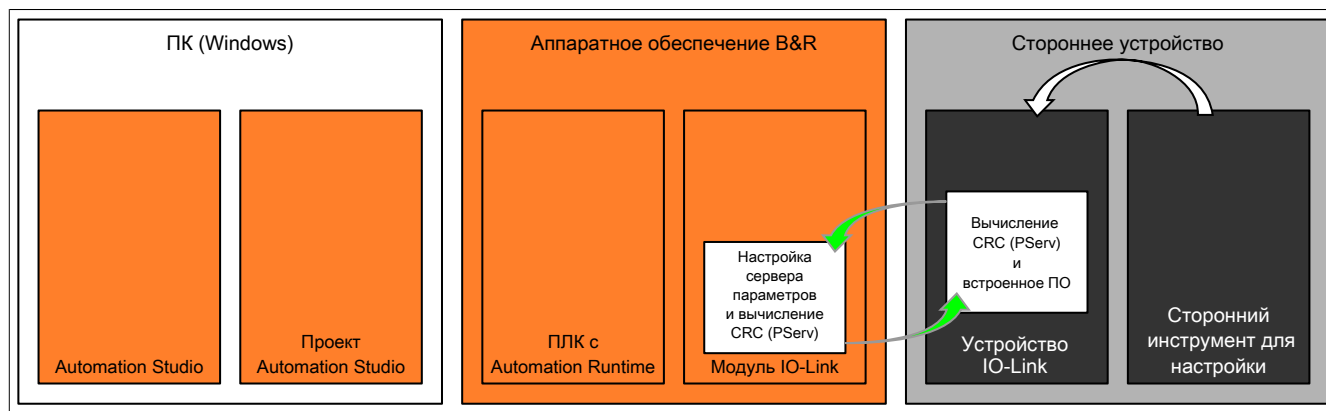 ПК (Windows)
Automation Studio
Проект
Automation Studio
Аппаратное обеспечение B&R
ПЛК с
Automation Runtime
Настройка
сервера
параметров
и вычисление
CRC (PServ)
Модуль IO-Link
Стороннее устройство
Вычисление
CRC (PServ)
и
встроенное ПО
Устройство
IO-Link
Сторонний
инструмент для
настройки